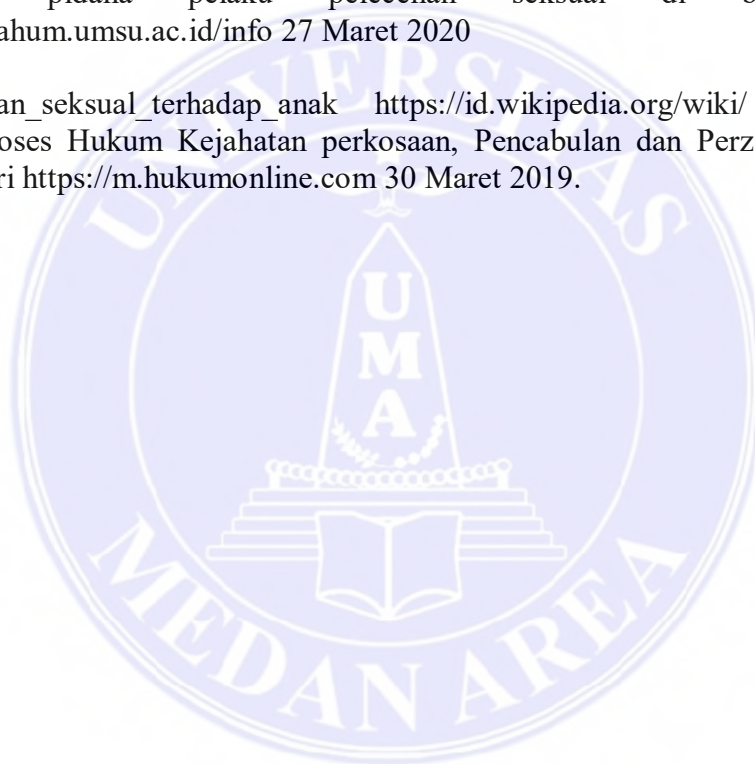 pidana pelaku pelecehan seksual di
ahum.umsu.ac.id/info 27 Maret 2020
an_seksual_terhadap_anak https://id.wikipedia.org/wiki/
oses Hukum Kejahatan perkosaan, Pencabulan dan Perz
ri https://m.hukumonline.com 30 Maret 2019.
UNIVERSITAS
UMA
MEDAN AREA